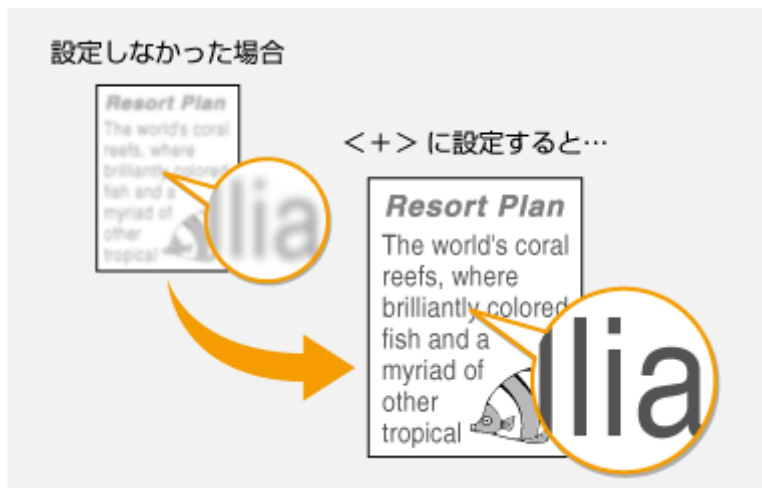 設定しなかった場合
Resort Plan
The world's coral
reefs, where
brilliantly colored
fish and a
myriad of
other
tropical
lia
<+> に設定すると…
Resort Plan
The world's coral
reefs, where
brilliantly colored
fish and a
myriad of
other
tropical
llia